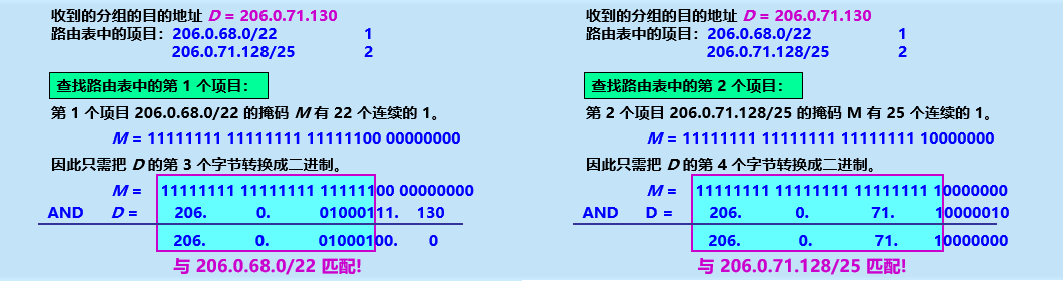 收到的分组的目的地址 D = 206.0.71.130
路由表中的项目：206.0.68.0/22 1
206.0.71.128/25 2
查找路由表中的第 1 个项目：
第 1 个项目 206.0.68.0/22 的掩码 M 有 22 个连续的 1。
M = 11111111 11111111 11111100 00000000
因此只需把 D 的第 3 个字节转换成二进制。
M = 11111111 11111111 11111100 00000000
AND D = 206. 0. 01000111. 130
206. 0. 01000100. 0
与 206.0.68.0/22 匹配!
收到的分组的目的地址 D = 206.0.71.130
路由表中的项目：206.0.68.0/22 1
206.0.71.128/25 2
查找路由表中的第 2 个项目：
第 2 个项目 206.0.71.128/25 的掩码 M 有 25 个连续的 1。
M = 11111111 11111111 11111111 10000000
因此只需把 D 的第 4 个字节转换成二进制。
M = 11111111 11111111 11111111 10000000
AND D = 206. 0. 71. 10000010
206. 0. 71. 10000000
与 206.0.71.128/25 匹配!